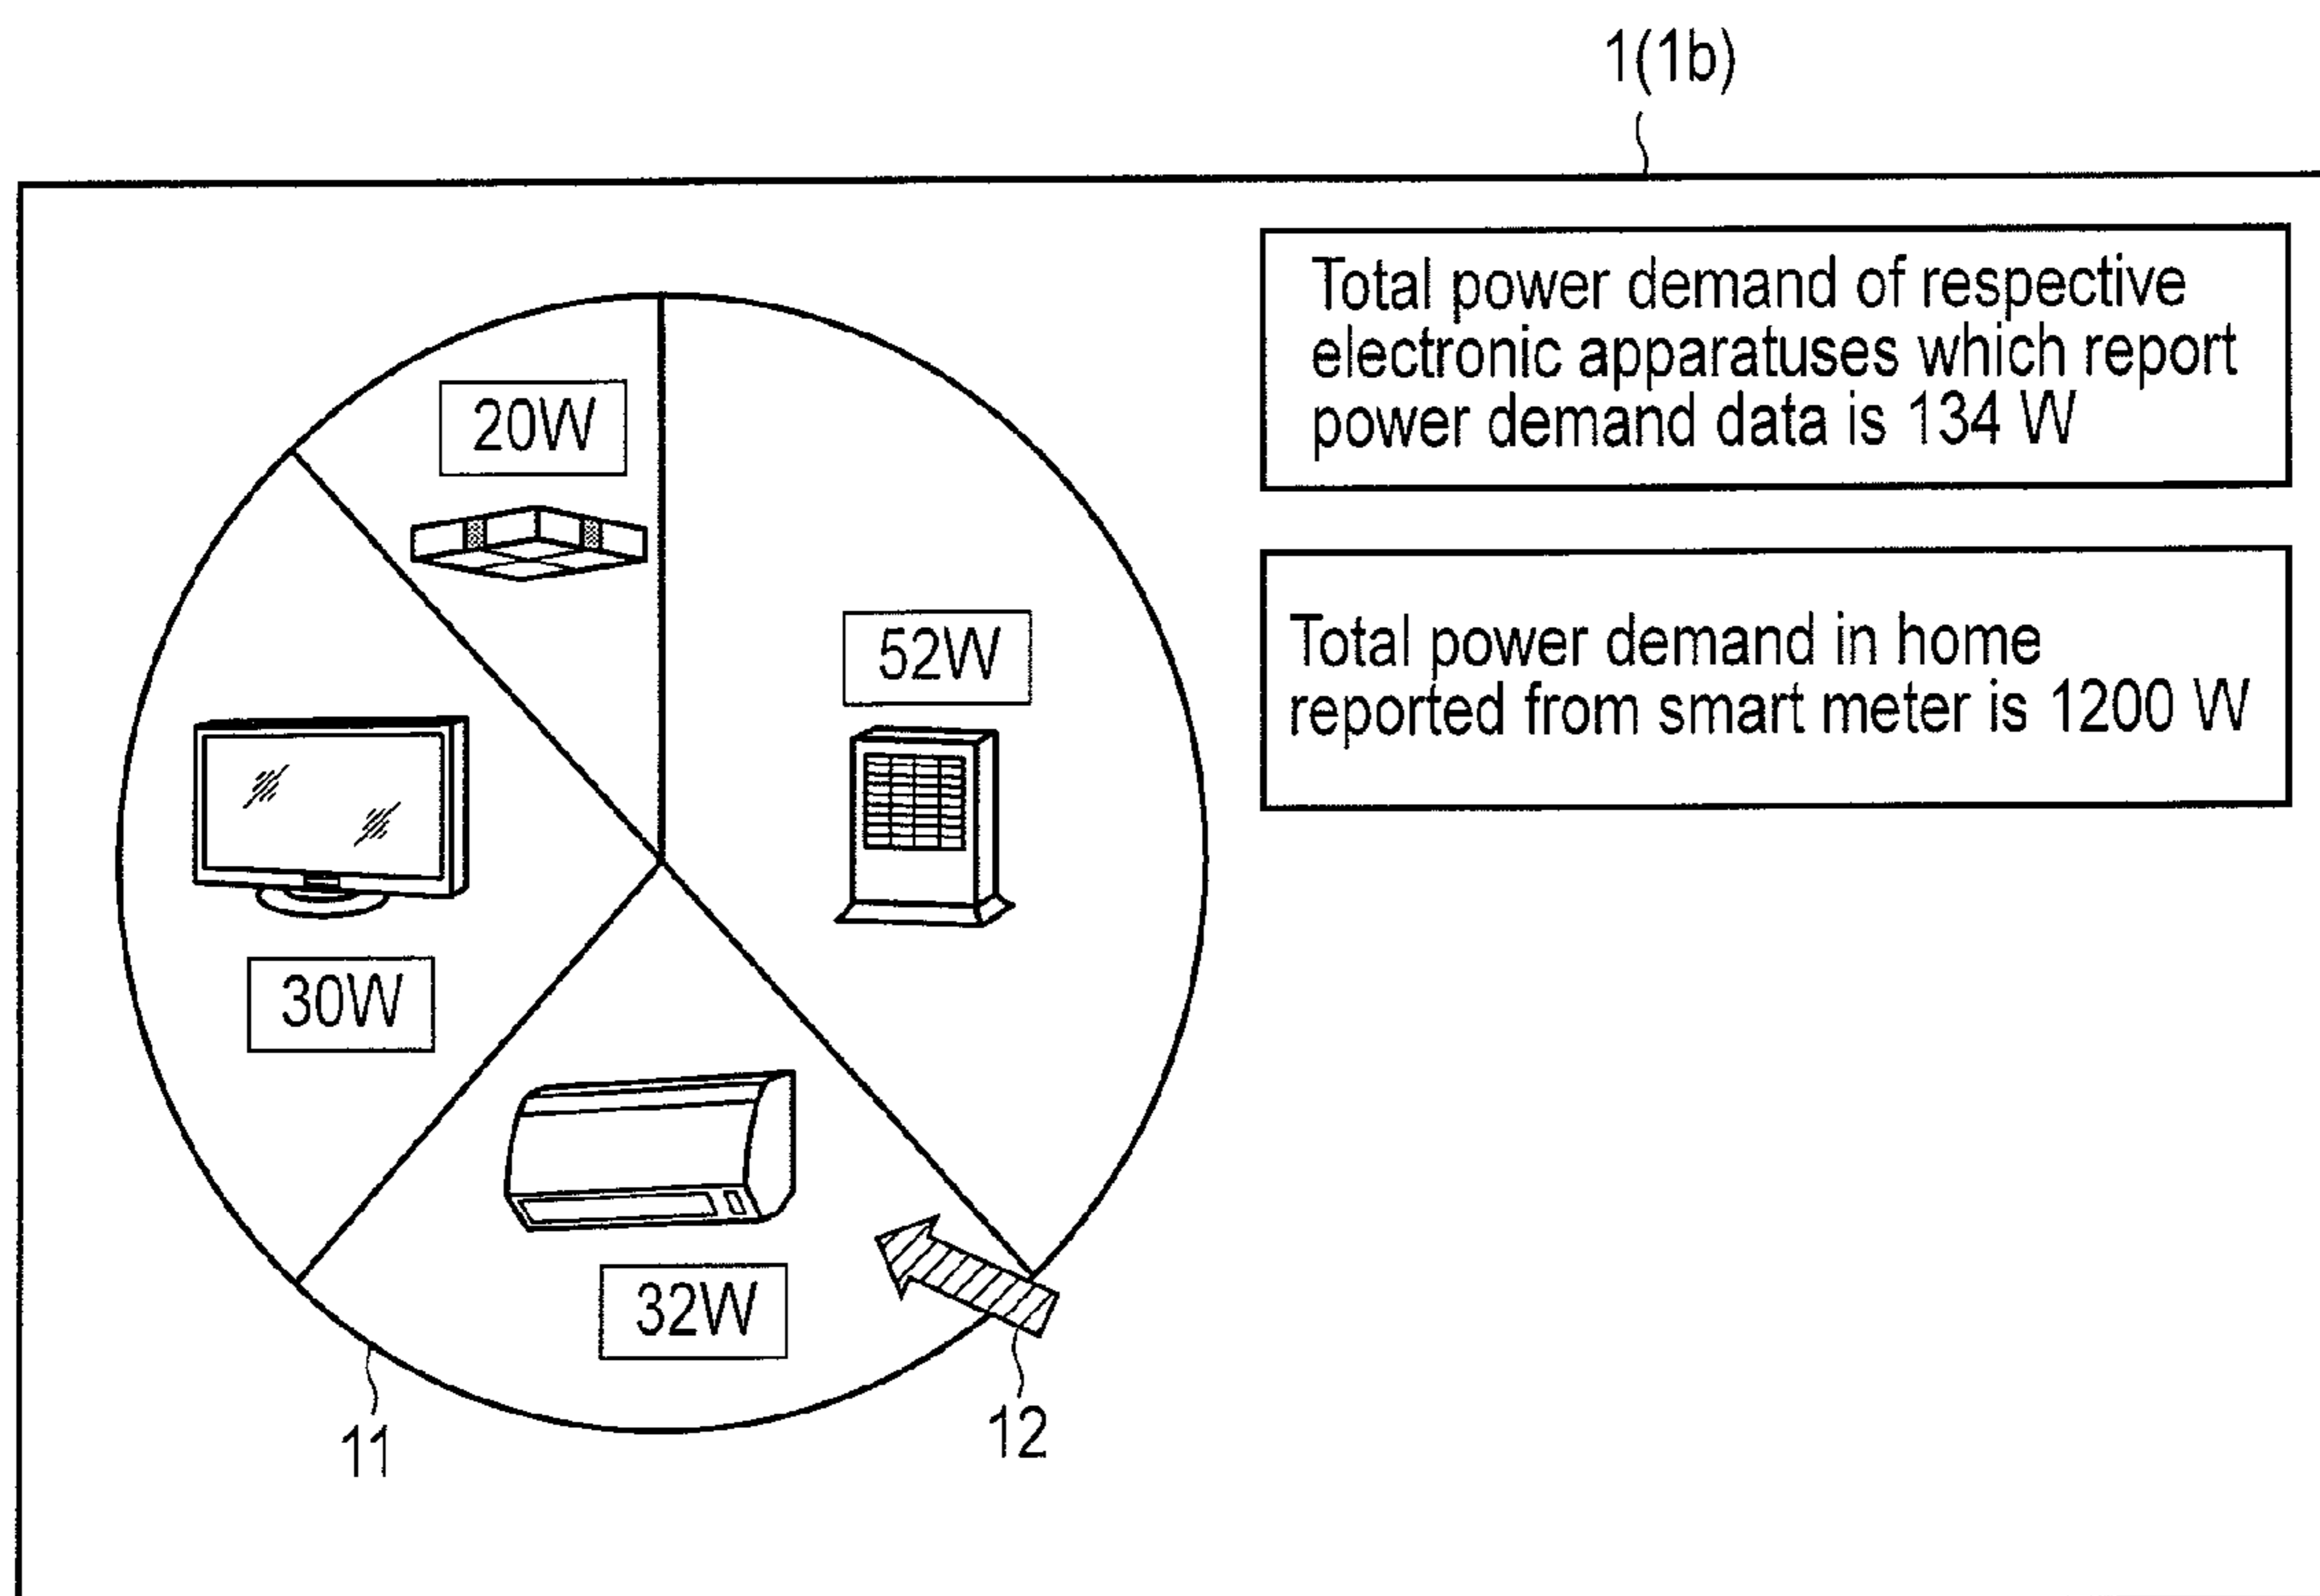 1(1b)
Total power demand of respective
electronic apparatuses which report
power demand data is 134 W
Total power demand in home
reported from smart meter is 1200 W
20W
52W
30W
32W
11
12